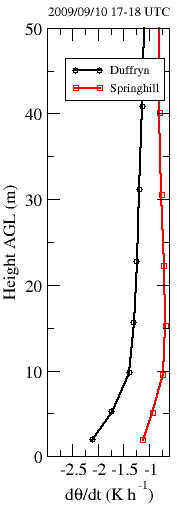 2009/09/10 17-18 UTC
50
Duffryn
Springhill
40
30
Height AGL (m)
20
10
0
-2.5 -2 -1.5 -1
dθ/dt (K h⁻¹)